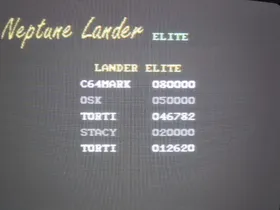 Neptune Lander ELITE
LANDER ELITE
C64MARK 080000
OSK 050000
TORTI 046782
STACY 020000
TORTI 012620